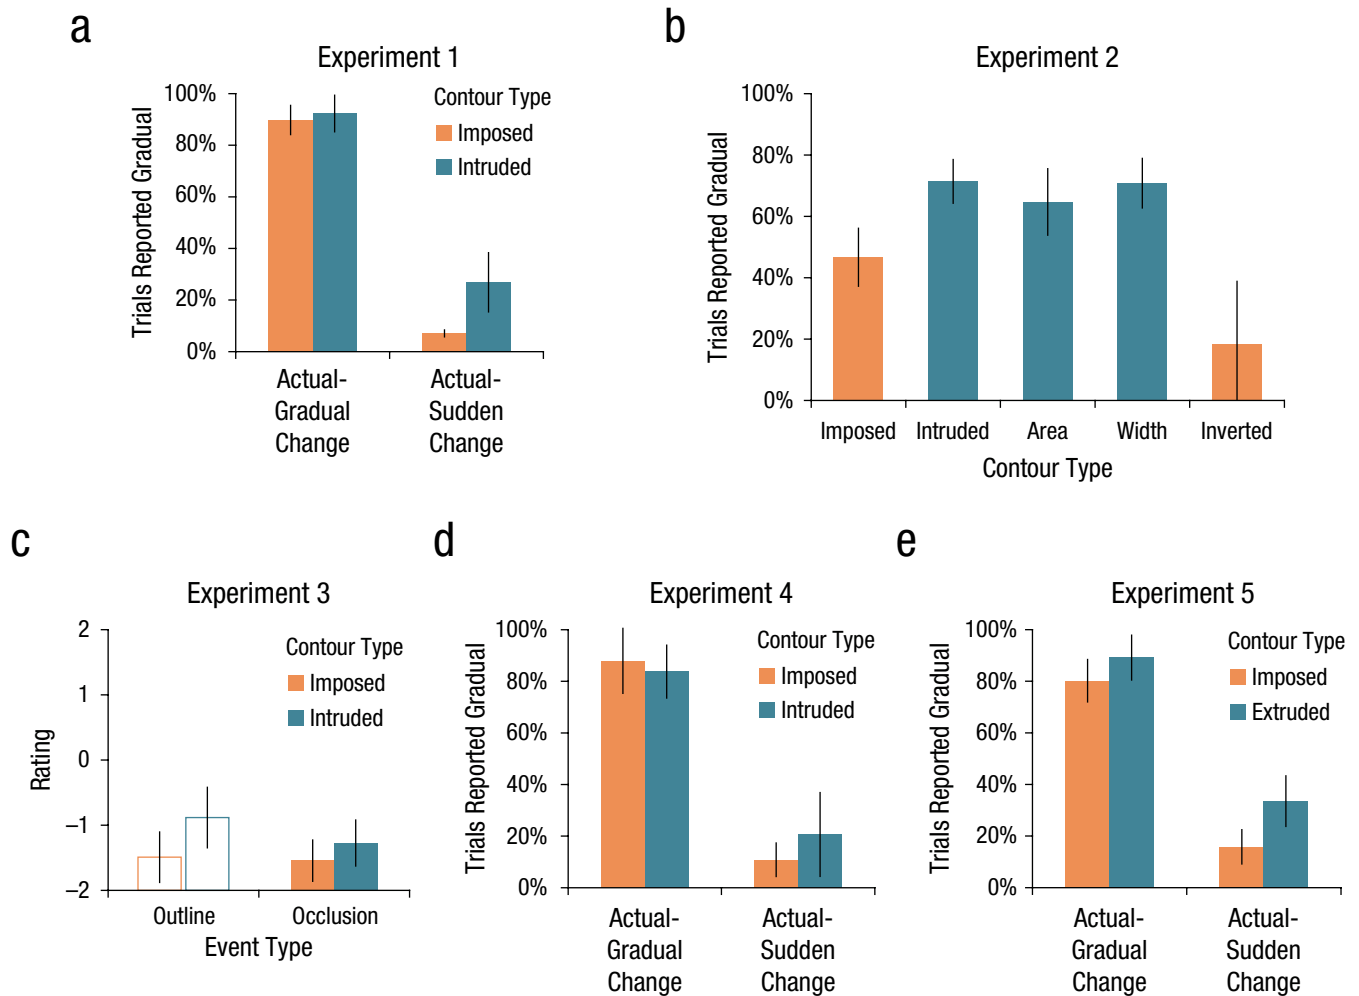 a
Experiment 1
Trials Reported Gradual
100%
80%
60%
40%
20%
0%
Contour Type
Imposed
Intruded
Actual-
Gradual
Change
Actual-
Sudden
Change
b
Experiment 2
Trials Reported Gradual
100%
80%
60%
40%
20%
0%
Imposed Intruded Area Width Inverted
Contour Type
c
Experiment 3
Rating
2
1
0
–1
–2
Contour Type
Imposed
Intruded
Outline Occlusion
Event Type
d
Experiment 4
Trials Reported Gradual
100%
80%
60%
40%
20%
0%
Contour Type
Imposed
Intruded
Actual-
Gradual
Change
Actual-
Sudden
Change
e
Experiment 5
Trials Reported Gradual
100%
80%
60%
40%
20%
0%
Contour Type
Imposed
Extruded
Actual-
Gradual
Change
Actual-
Sudden
Change